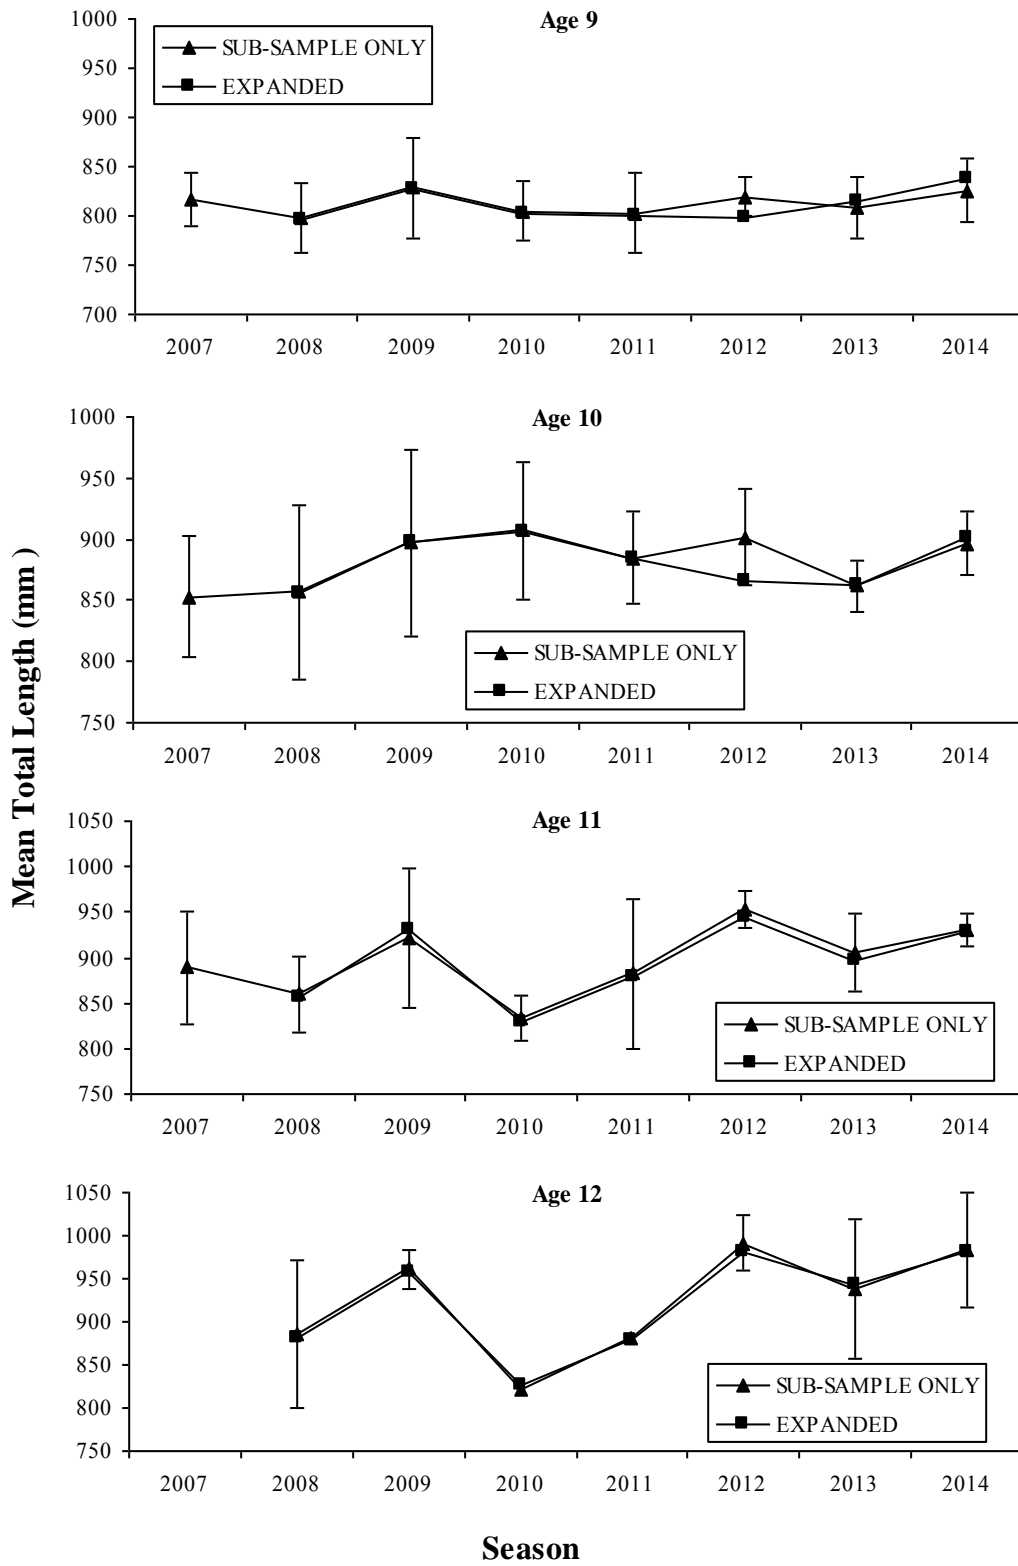 Mean Total Length (mm )
Age 9
1000
950
900
850
800
750
700
SUB-SAMPLE ONLY
EXPANDED
2007 2008 2009 2010 2011 2012 2013 2014
Age 10
1000
950
900
850
800
750
SUB-SAMPLE ONLY
EXPANDED
2007 2008 2009 2010 2011 2012 2013 2014
Age 11
1050
1000
950
900
850
800
750
SUB-SAMPLE ONLY
EXPANDED
2007 2008 2009 2010 2011 2012 2013 2014
Age 12
1050
1000
950
900
850
800
750
SUB-SAMPLE ONLY
EXPANDED
2007 2008 2009 2010 2011 2012 2013 2014
Season